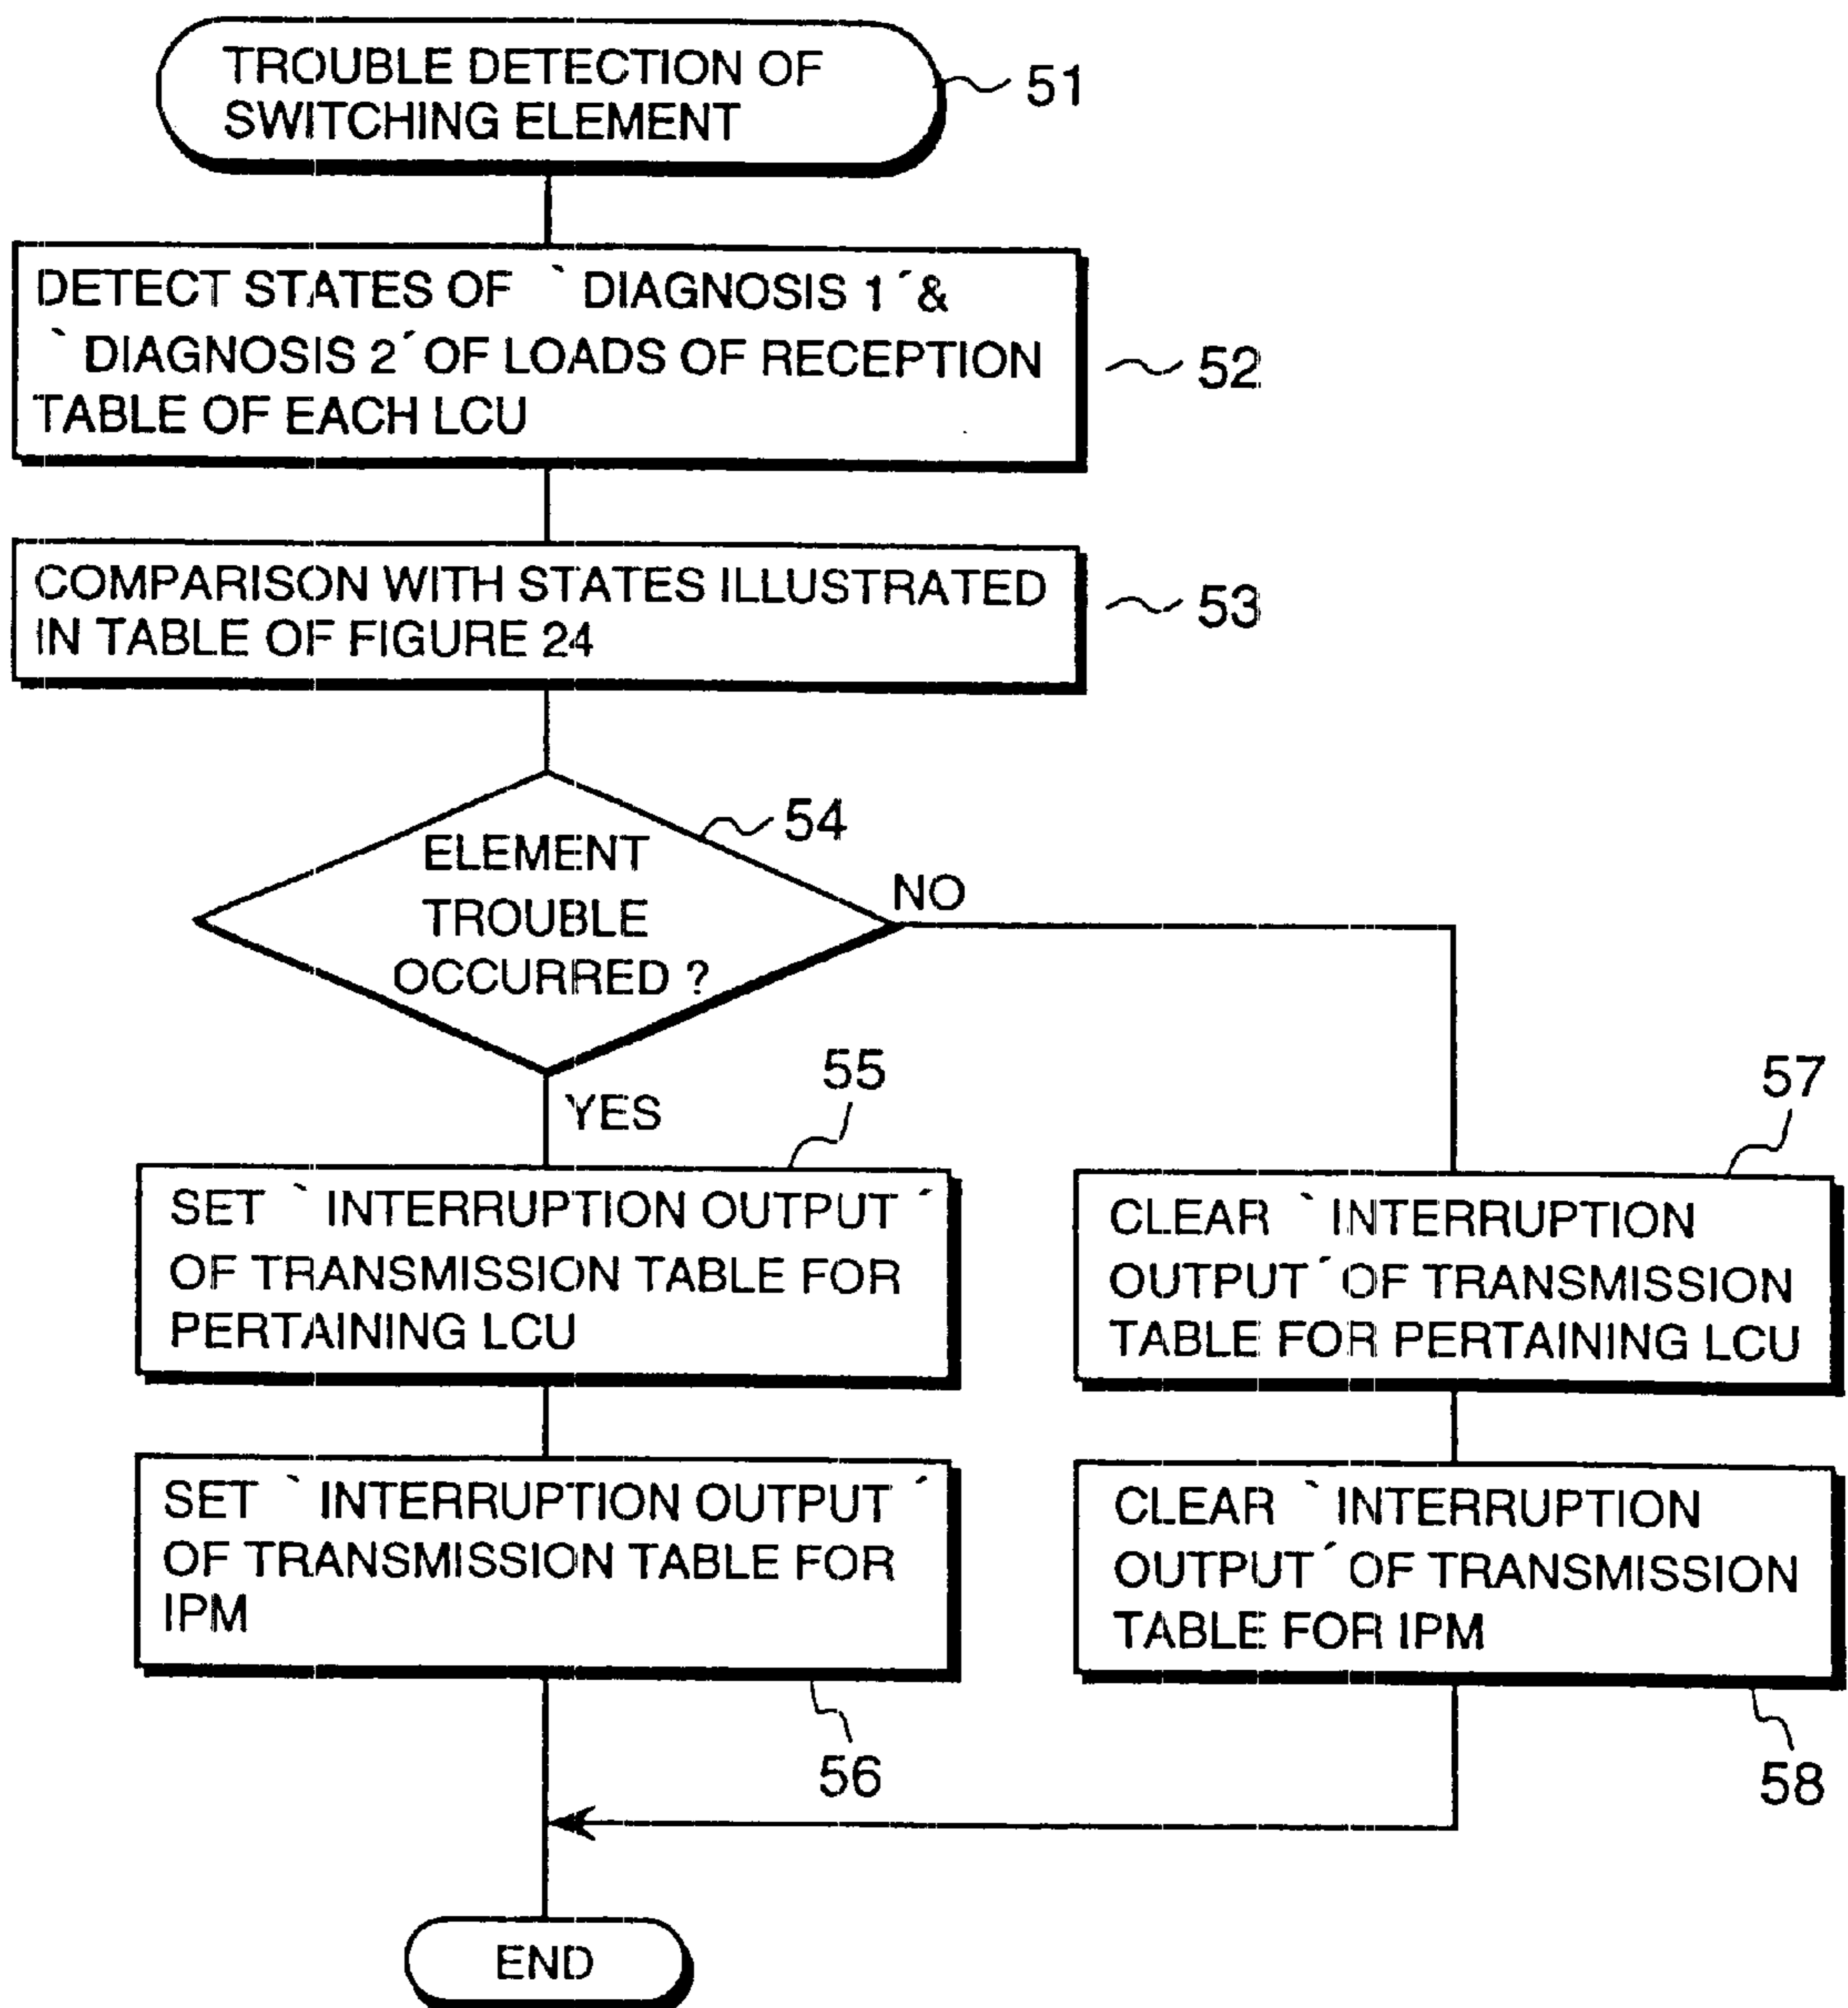 TROUBLE DETECTION OF
SWITCHING ELEMENT
51
DETECT STATES OF `DIAGNOSIS 1´&
`DIAGNOSIS 2´OF LOADS OF RECEPTION
TABLE OF EACH LCU
52
COMPARISON WITH STATES ILLUSTRATED
IN TABLE OF FIGURE 24
53
54
ELEMENT
TROUBLE
OCCURRED ?
NO
YES
55
SET `INTERRUPTION OUTPUT´
OF TRANSMISSION TABLE FOR
PERTAINING LCU
57
CLEAR `INTERRUPTION
OUTPUT´OF TRANSMISSION
TABLE FOR PERTAINING LCU
SET `INTERRUPTION OUTPUT´
OF TRANSMISSION TABLE FOR
IPM
56
CLEAR `INTERRUPTION
OUTPUT´OF TRANSMISSION
TABLE FOR IPM
58
END